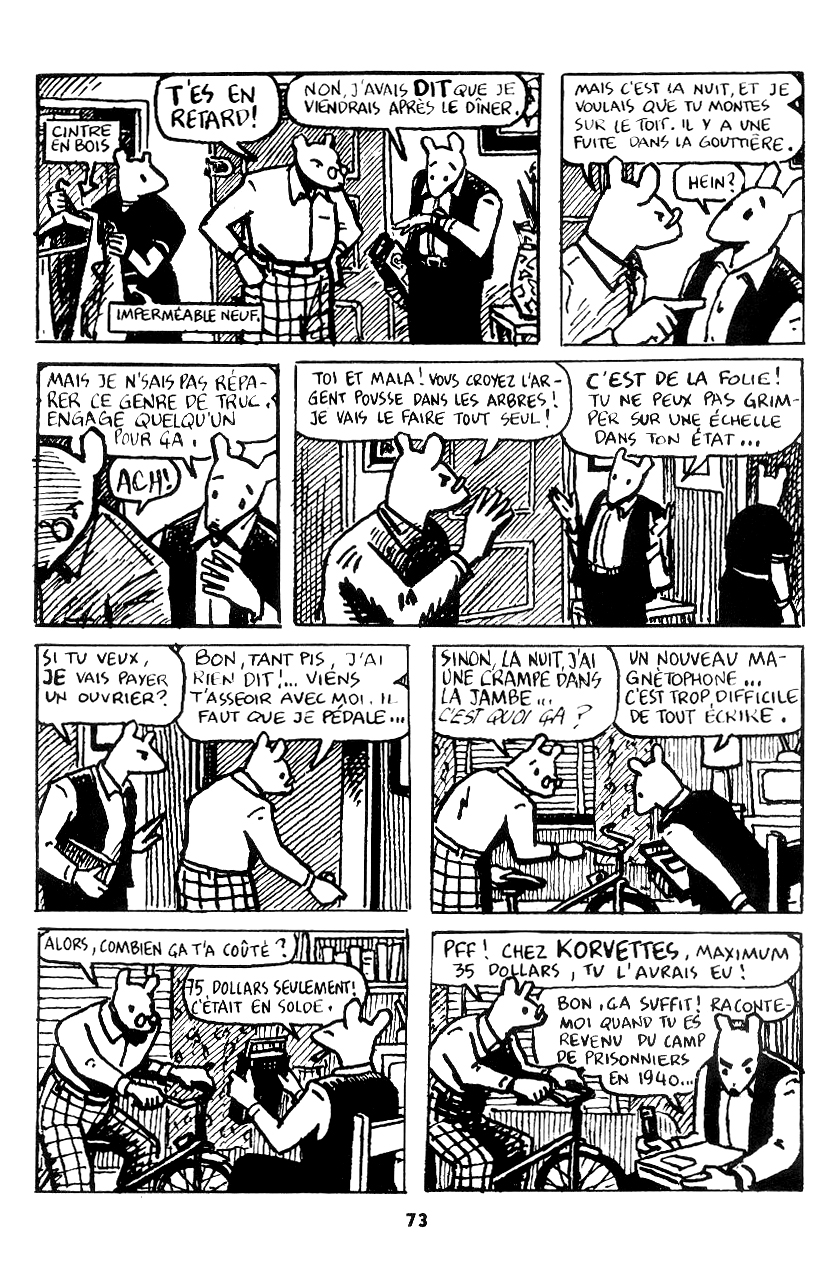 T'ES EN
RETARD!
NON, J'AVAIS DIT QUE JE
VIENDRAIS APRÈS LE DÎNER.
CINTRE
EN BOIS
IMPERMÉABLE NEUF.
MAIS C'EST LA NUIT, ET JE
VOULAIS QUE TU MONTES
SUR LE TOIT. IL Y A UNE
FUITE DANS LA GOUTTIÈRE.
HEIN?
MAIS JE N'SAIS PAS RÉPA-
RER CE GENRE DE TRUC.
ENGAGE QUELQU'UN
POUR ÇA.
ACH!
TOI ET MALA! VOUS CROYEZ L'AR-
GENT POUSSE DANS LES ARBRES!
JE VAIS LE FAIRE TOUT SEUL!
C'EST DE LA FOLIE!
TU NE PEUX PAS GRIM-
PER SUR UNE ÉCHELLE
DANS TON ÉTAT...
SI TU VEUX,
JE VAIS PAYER
UN OUVRIER?
BON, TANT PIS, J'AI
RIEN DIT!... VIENS
T'ASSEOIR AVEC MOI. IL
FAUT QUE JE PÉDALE...
SINON, LA NUIT, J'AI
UNE CRAMPE DANS
LA JAMBE...
C'EST QUOI ÇA?
UN NOUVEAU MA-
GNÉTOPHONE...
C'EST TROP DIFFICILE
DE TOUT ÉCRIRE.
ALORS, COMBIEN ÇA T'A COÛTÉ?
75 DOLLARS SEULEMENT!
C'ÉTAIT EN SOLDE.
PFF! CHEZ KORVETTES, MAXIMUM
35 DOLLARS, TU L'AURAIS EU!
BON, ÇA SUFFIT! RACONTE-
MOI QUAND TU ES
REVENU DU CAMP
DE PRISONNIERS
EN 1940...
73